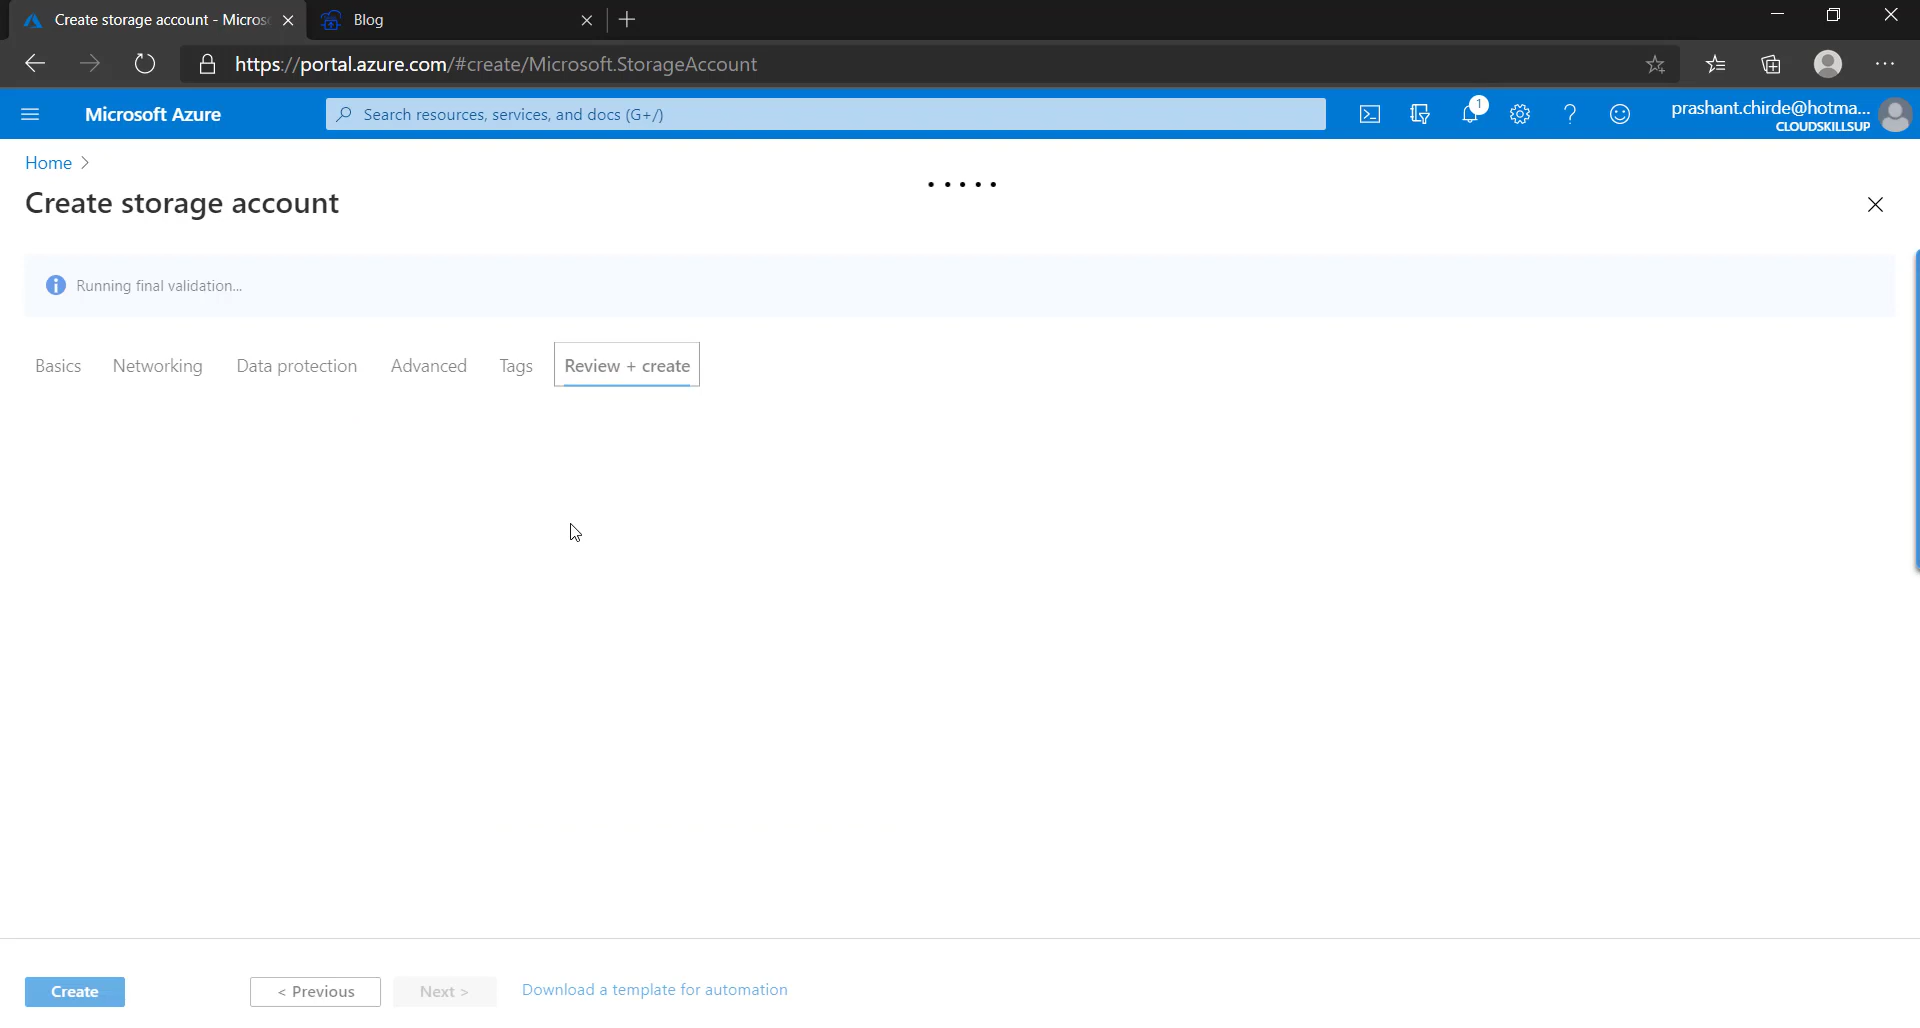 Create storage account - Micros
Blog
https://portal.azure.com/#create/Microsoft.StorageAccount
Microsoft Azure
Search resources, services, and docs (G+/)
1
prashant.chirde@hotma...
CLOUDSKILLSUP
Home >
Create storage account
Running final validation...
Basics Networking Data protection Advanced Tags Review + create
Create < Previous Next > Download a template for automation